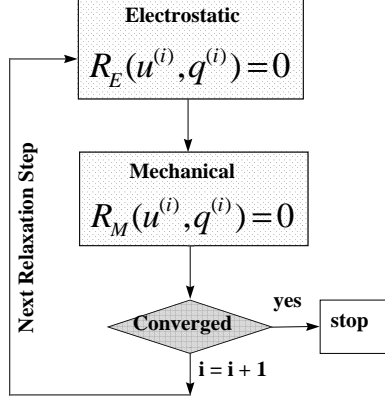 Electrostatic
R_E(u^(i),q^(i))=0
Mechanical
R_M(u^(i),q^(i))=0
Next Relaxation Step
Converged
yes
stop
i = i + 1